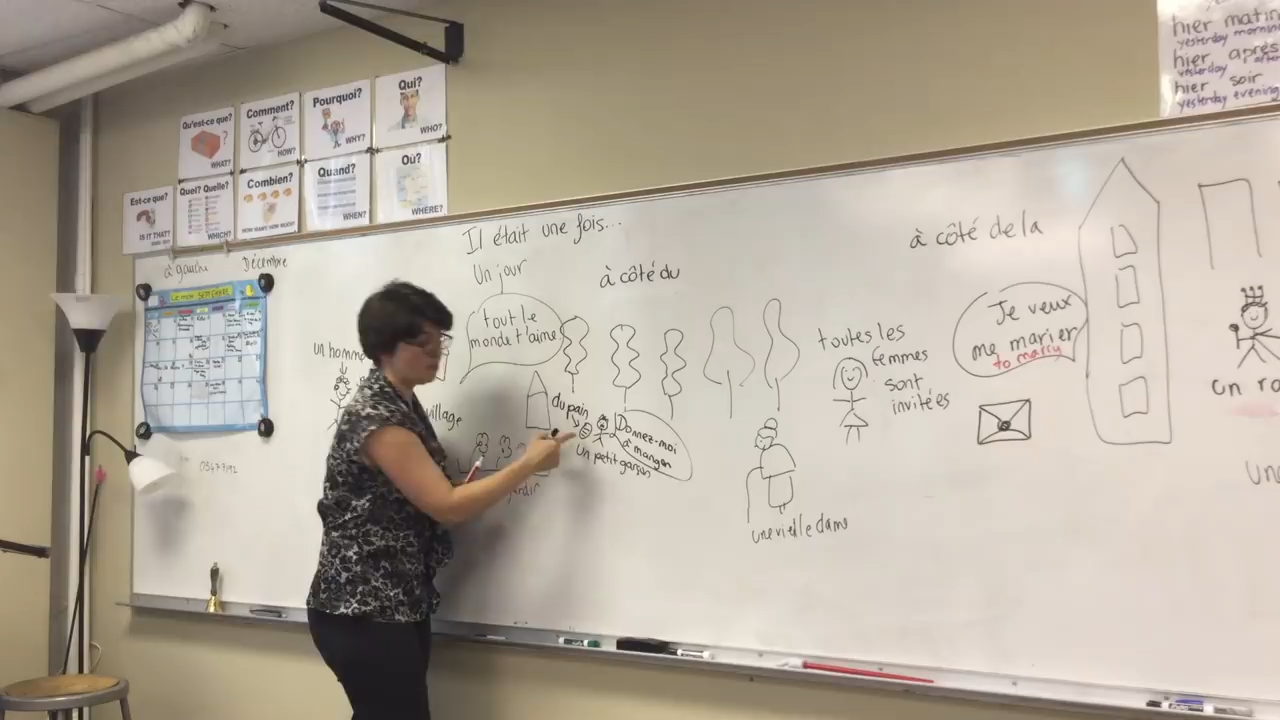 Qu'est-ce que?
WHAT?
Comment?
HOW?
Pourquoi?
WHY?
Qui?
WHO?
Est-ce que?
IS IT THAT?
Quel? Quelle?
WHICH?
Combien?
HOW MANY? HOW MUCH?
Quand?
WHEN?
Où?
WHERE?
hier matin
yesterday morning
hier après
yesterday
hier soir
yesterday evening
à gauche
Décembre
Il était une fois...
Un jour
tout le
monde t'aime
à côté du
à côté de la
un homme
village
jardin
du pain
un petit garson
Donnez-moi
à manger
une vieille dame
toutes les
femmes
sont
invitées
Je veux
me marier
to marry
un